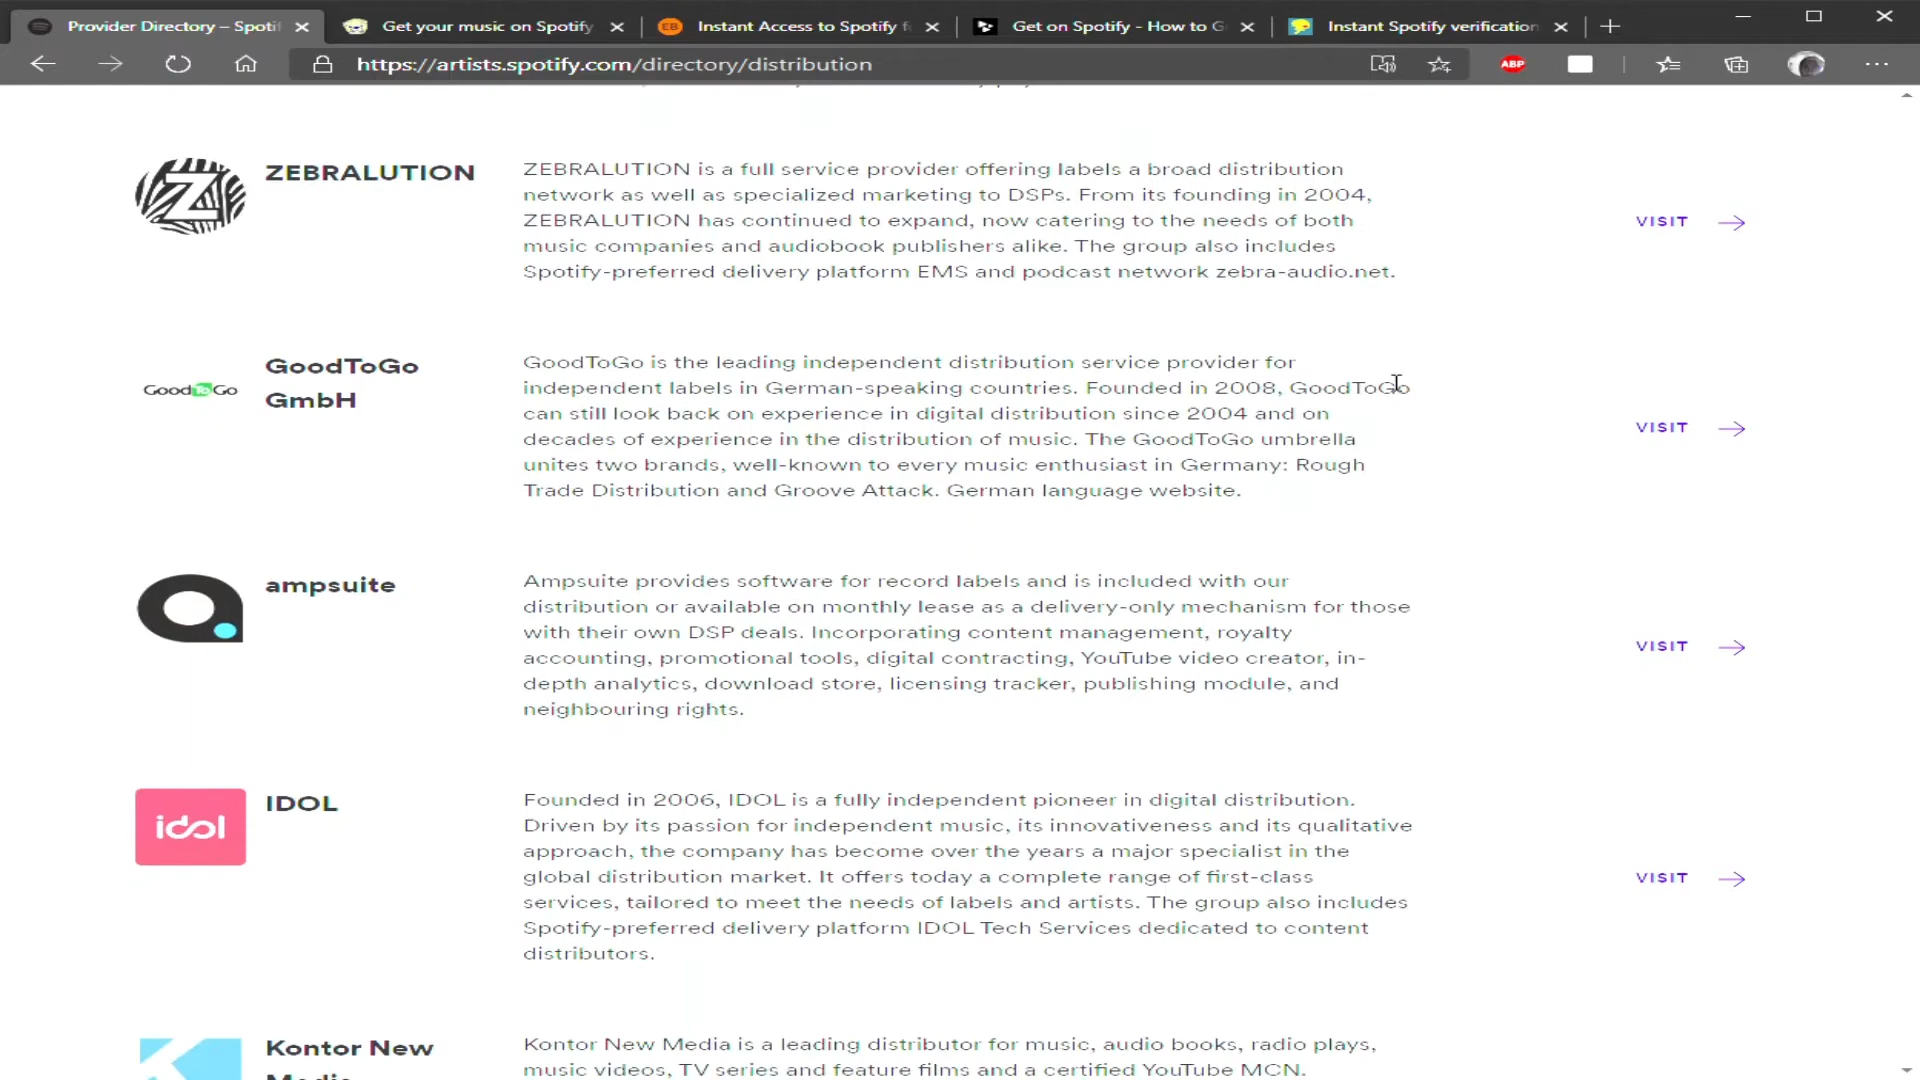 Provider Directory – Spoti
Get your music on Spotify
EB
Instant Access to Spotify f
Get on Spotify - How to G
Instant Spotify verification
https://artists.spotify.com/directory/distribution
ABP
ZEBRALUTION
ZEBRALUTION is a full service provider offering labels a broad distribution
network as well as specialized marketing to DSPs. From its founding in 2004,
ZEBRALUTION has continued to expand, now catering to the needs of both
music companies and audiobook publishers alike. The group also includes
Spotify-preferred delivery platform EMS and podcast network zebra-audio.net.
VISIT
GoodToGo
GoodToGo
GmbH
GoodToGo is the leading independent distribution service provider for
independent labels in German-speaking countries. Founded in 2008, GoodToGo
can still look back on experience in digital distribution since 2004 and on
decades of experience in the distribution of music. The GoodToGo umbrella
unites two brands, well-known to every music enthusiast in Germany: Rough
Trade Distribution and Groove Attack. German language website.
VISIT
ampsuite
Ampsuite provides software for record labels and is included with our
distribution or available on monthly lease as a delivery-only mechanism for those
with their own DSP deals. Incorporating content management, royalty
accounting, promotional tools, digital contracting, YouTube video creator, in-
depth analytics, download store, licensing tracker, publishing module, and
neighbouring rights.
VISIT
idol
IDOL
Founded in 2006, IDOL is a fully independent pioneer in digital distribution.
Driven by its passion for independent music, its innovativeness and its qualitative
approach, the company has become over the years a major specialist in the
global distribution market. It offers today a complete range of first-class
services, tailored to meet the needs of labels and artists. The group also includes
Spotify-preferred delivery platform IDOL Tech Services dedicated to content
distributors.
VISIT
Kontor New
Media
Kontor New Media is a leading distributor for music, audio books, radio plays,
music videos, TV series and feature films and a certified YouTube MCN.